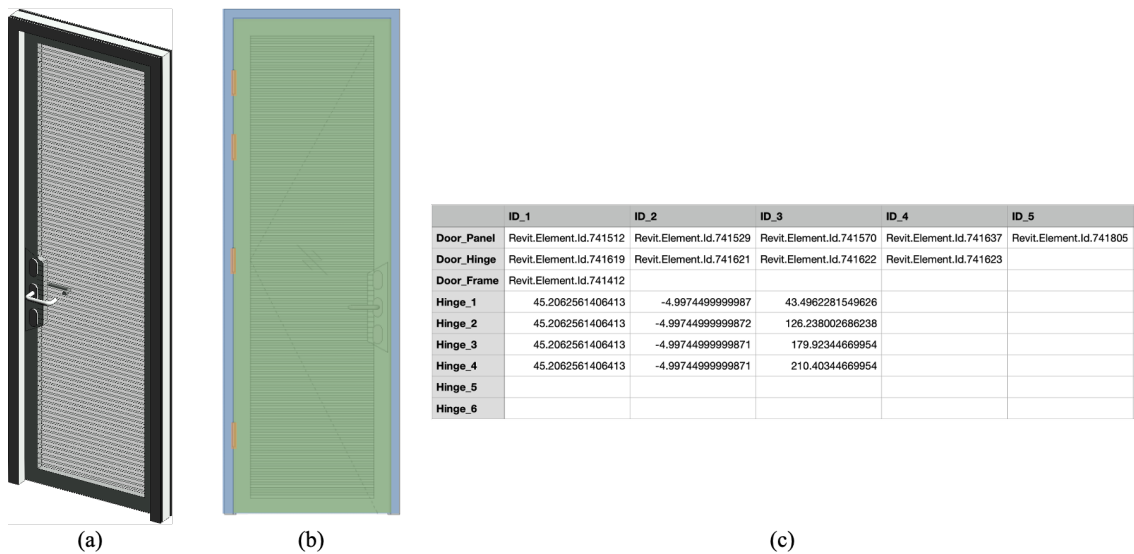 ID_1 ID_2 ID_3 ID_4 ID_5
Door_Panel Revit.Element.Id.741512 Revit.Element.Id.741529 Revit.Element.Id.741570 Revit.Element.Id.741637 Revit.Element.Id.741805
Door_Hinge Revit.Element.Id.741619 Revit.Element.Id.741621 Revit.Element.Id.741622 Revit.Element.Id.741623
Door_Frame Revit.Element.Id.741412
Hinge_1 45.2062561406413 -4.9974499999987 43.4962281549626
Hinge_2 45.2062561406413 -4.99744999999872 126.238002686238
Hinge_3 45.2062561406413 -4.99744999999871 179.92344669954
Hinge_4 45.2062561406413 -4.99744999999871 210.40344669954
Hinge_5
Hinge_6
(a) (b) (c)